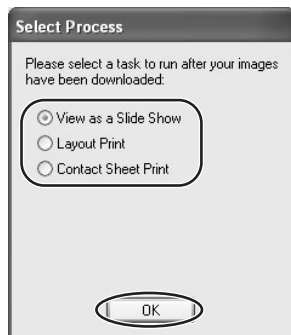 Select Process
Please select a task to run after your images
have been downloaded:
View as a Slide Show
Layout Print
Contact Sheet Print
OK